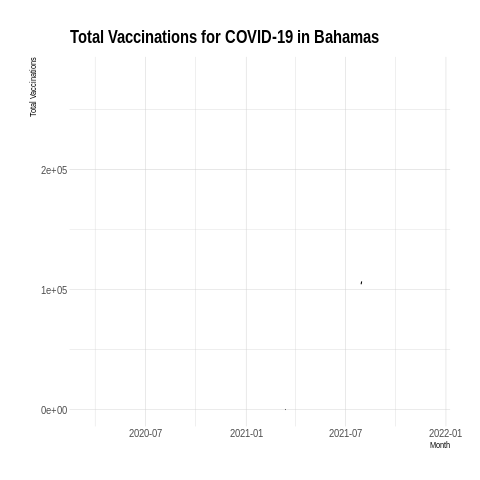 Total Vaccinations for COVID-19 in Bahamas
Total Vaccinations
2e+05
1e+05
0e+00
2020-07 2021-01 2021-07 2022-01
Month